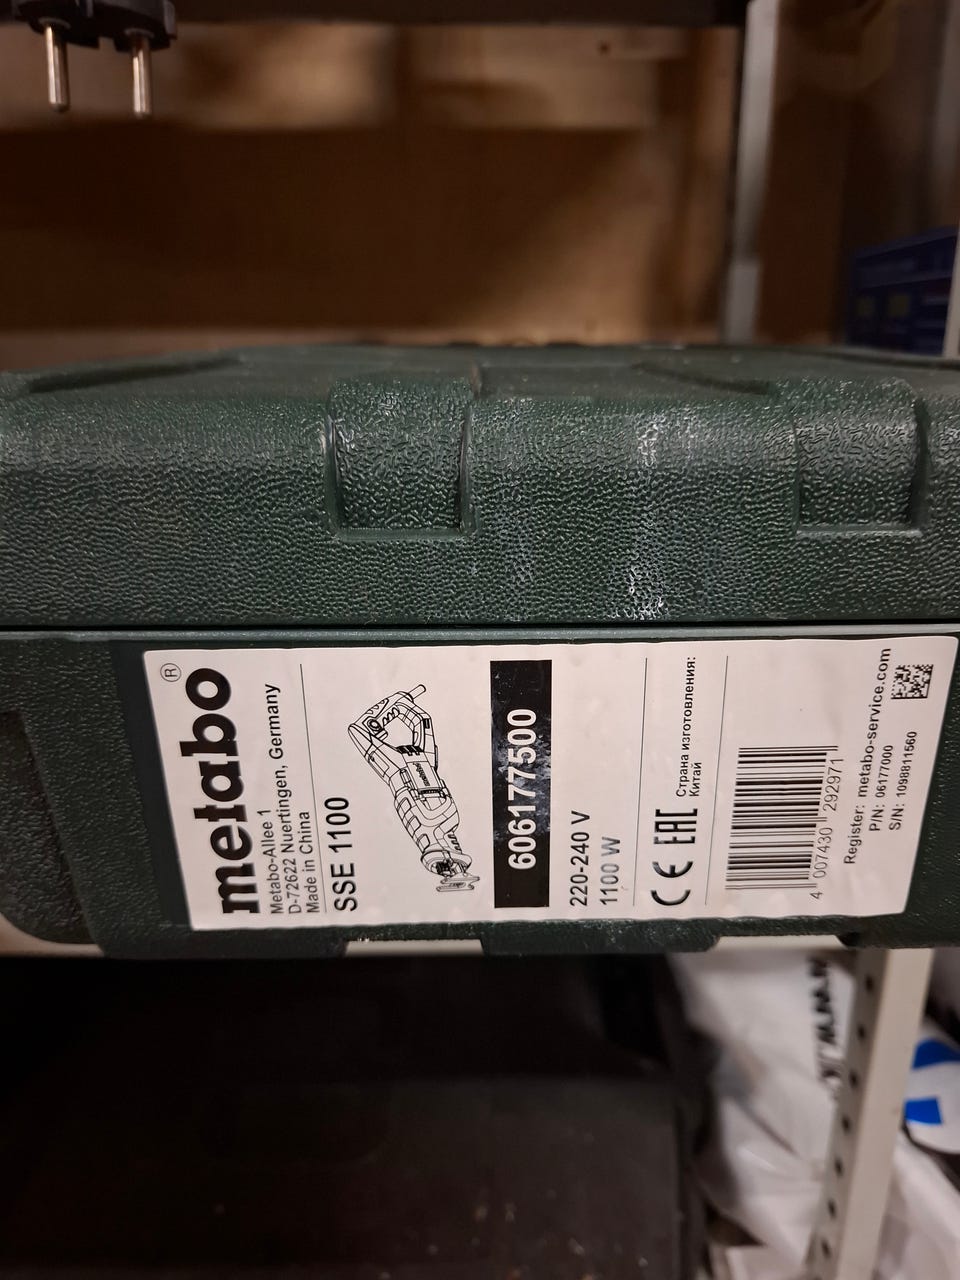 metabo®
Metabo-Allee 1
D-72622 Nuertingen, Germany
Made in China
SSE 1100
606177500
220-240 V
1100 W
CE EAC
Страна изготовления:
Китай
4 007430 292971
Register: metabo-service.com
P/N: 06177000
S/N: 1098811560